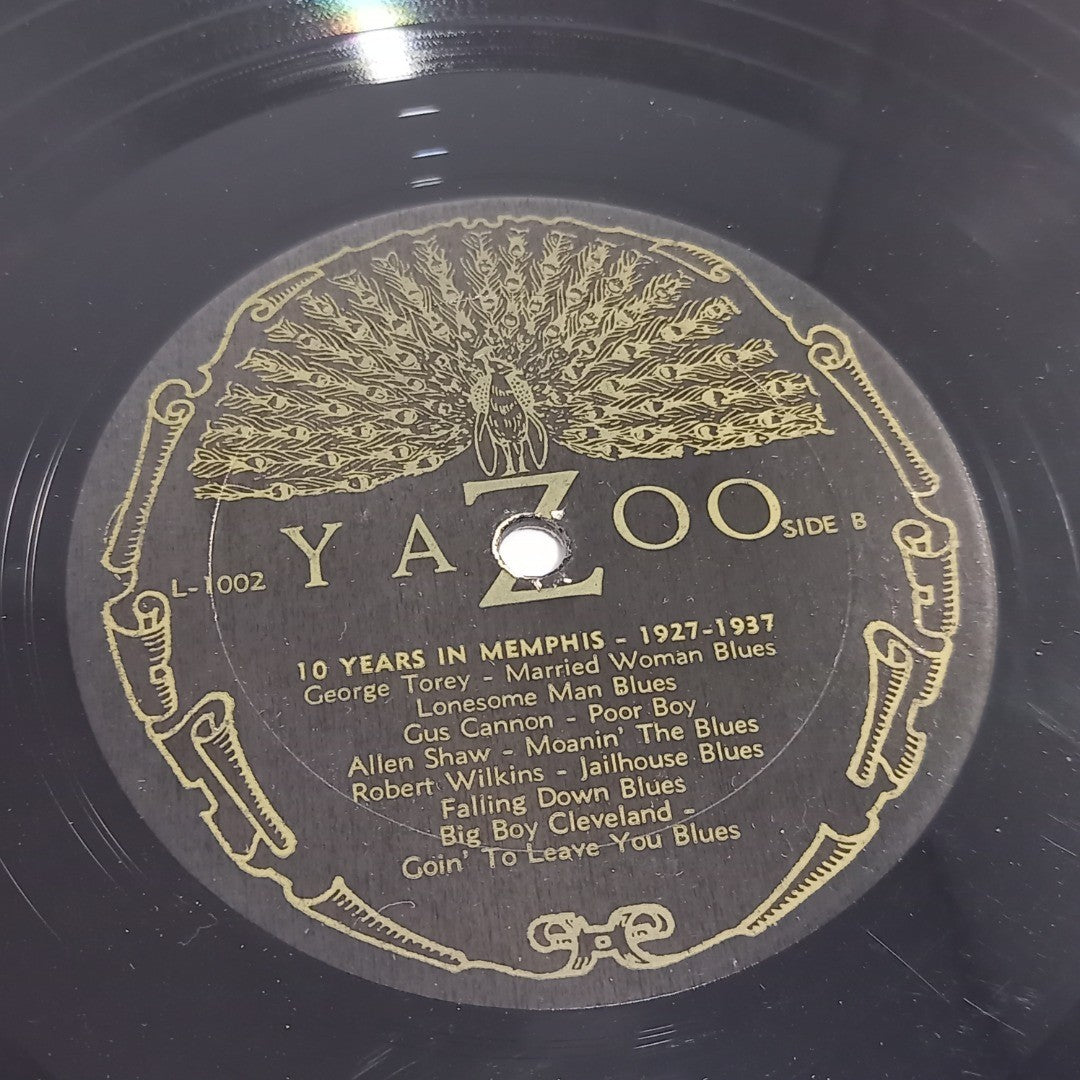 YAZOO
SIDE B
L-1002
10 YEARS IN MEMPHIS - 1927-1937
George Torey - Married Woman Blues
Lonesome Man Blues
Gus Cannon - Poor Boy
Allen Shaw - Moanin' The Blues
Robert Wilkins - Jailhouse Blues
Falling Down Blues
Big Boy Cleveland -
Goin' To Leave You Blues